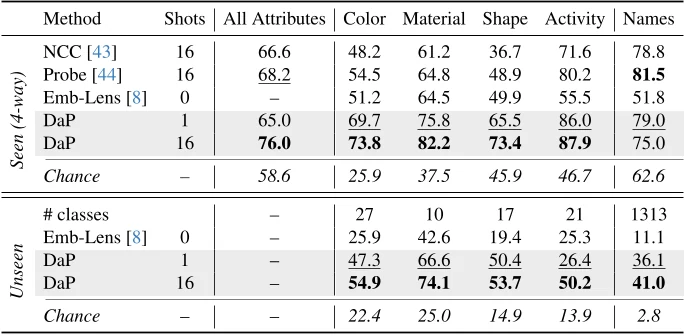 Method Shots All Attributes Color Material Shape Activity Names
Seen (4-way)
NCC [43] 16 66.6 48.2 61.2 36.7 71.6 78.8
Probe [44] 16 68.2 54.5 64.8 48.9 80.2 81.5
Emb-Lens [8] 0 – 51.2 64.5 49.9 55.5 51.8
DaP 1 65.0 69.7 75.8 65.5 86.0 79.0
DaP 16 76.0 73.8 82.2 73.4 87.9 75.0
Chance – 58.6 25.9 37.5 45.9 46.7 62.6
Unseen
# classes – 27 10 17 21 1313
Emb-Lens [8] 0 – 25.9 42.6 19.4 25.3 11.1
DaP 1 – 47.3 66.6 50.4 26.4 36.1
DaP 16 – 54.9 74.1 53.7 50.2 41.0
Chance – – 22.4 25.0 14.9 13.9 2.8